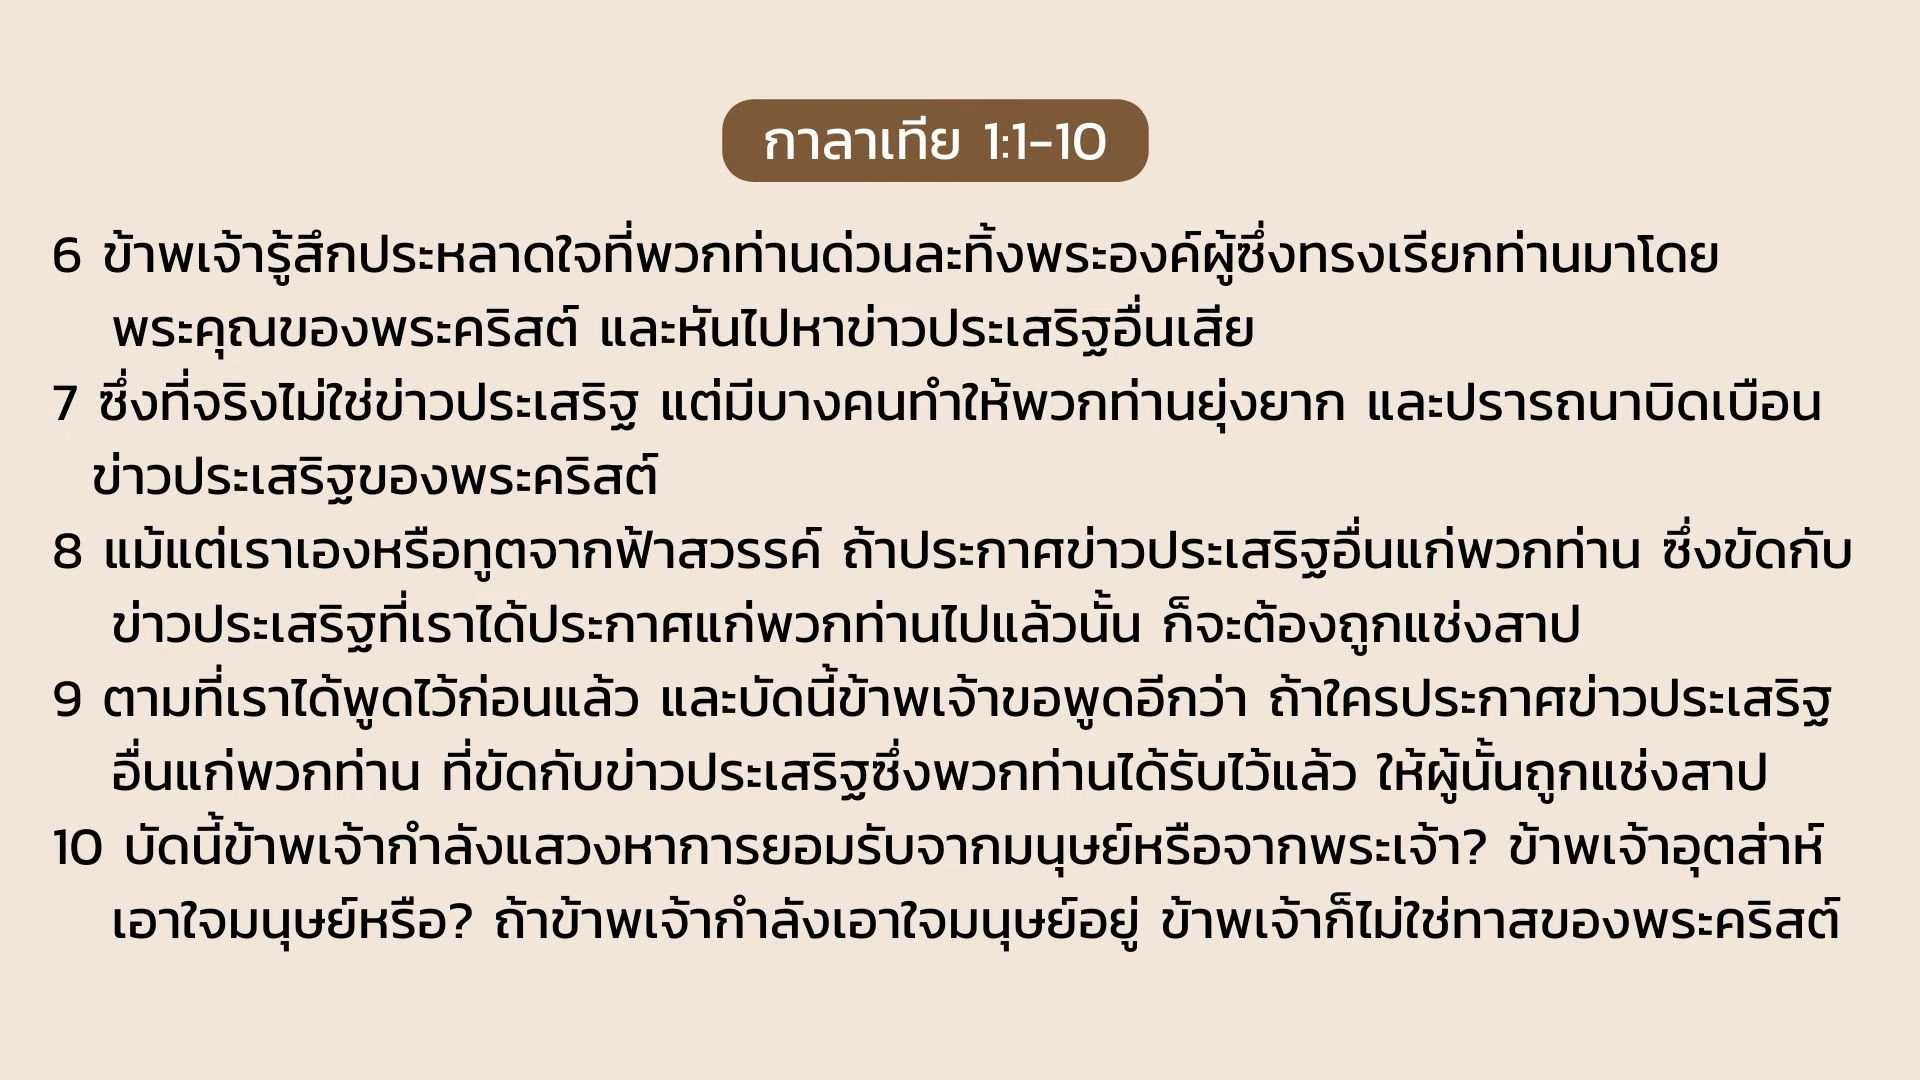 กาลาเทีย 1:1-10
6 ข้าพเจ้ารู้สึกประหลาดใจที่พวกท่านด่วนละทิ้งพระองค์ผู้ซึ่งทรงเรียกท่านมาโดย
พระคุณของพระคริสต์ และหันไปหาข่าวประเสริฐอื่นเสีย
7 ซึ่งที่จริงไม่ใช่ข่าวประเสริฐ แต่มีบางคนทำให้พวกท่านยุ่งยาก และปรารถนาบิดเบือน
ข่าวประเสริฐของพระคริสต์
8 แม้แต่เราเองหรือทูตจากฟ้าสวรรค์ ถ้าประกาศข่าวประเสริฐอื่นแก่พวกท่าน ซึ่งขัดกับ
ข่าวประเสริฐที่เราได้ประกาศแก่พวกท่านไปแล้วนั้น ก็จะต้องถูกแช่งสาป
9 ตามที่เราได้พูดไว้ก่อนแล้ว และบัดนี้ข้าพเจ้าขอพูดอีกว่า ถ้าใครประกาศข่าวประเสริฐ
อื่นแก่พวกท่าน ที่ขัดกับข่าวประเสริฐซึ่งพวกท่านได้รับไว้แล้ว ให้ผู้นั้นถูกแช่งสาป
10 บัดนี้ข้าพเจ้ากำลังแสวงหาการยอมรับจากมนุษย์หรือจากพระเจ้า? ข้าพเจ้าอุตส่าห์
เอาใจมนุษย์หรือ? ถ้าข้าพเจ้ากำลังเอาใจมนุษย์อยู่ ข้าพเจ้าก็ไม่ใช่ทาสของพระคริสต์